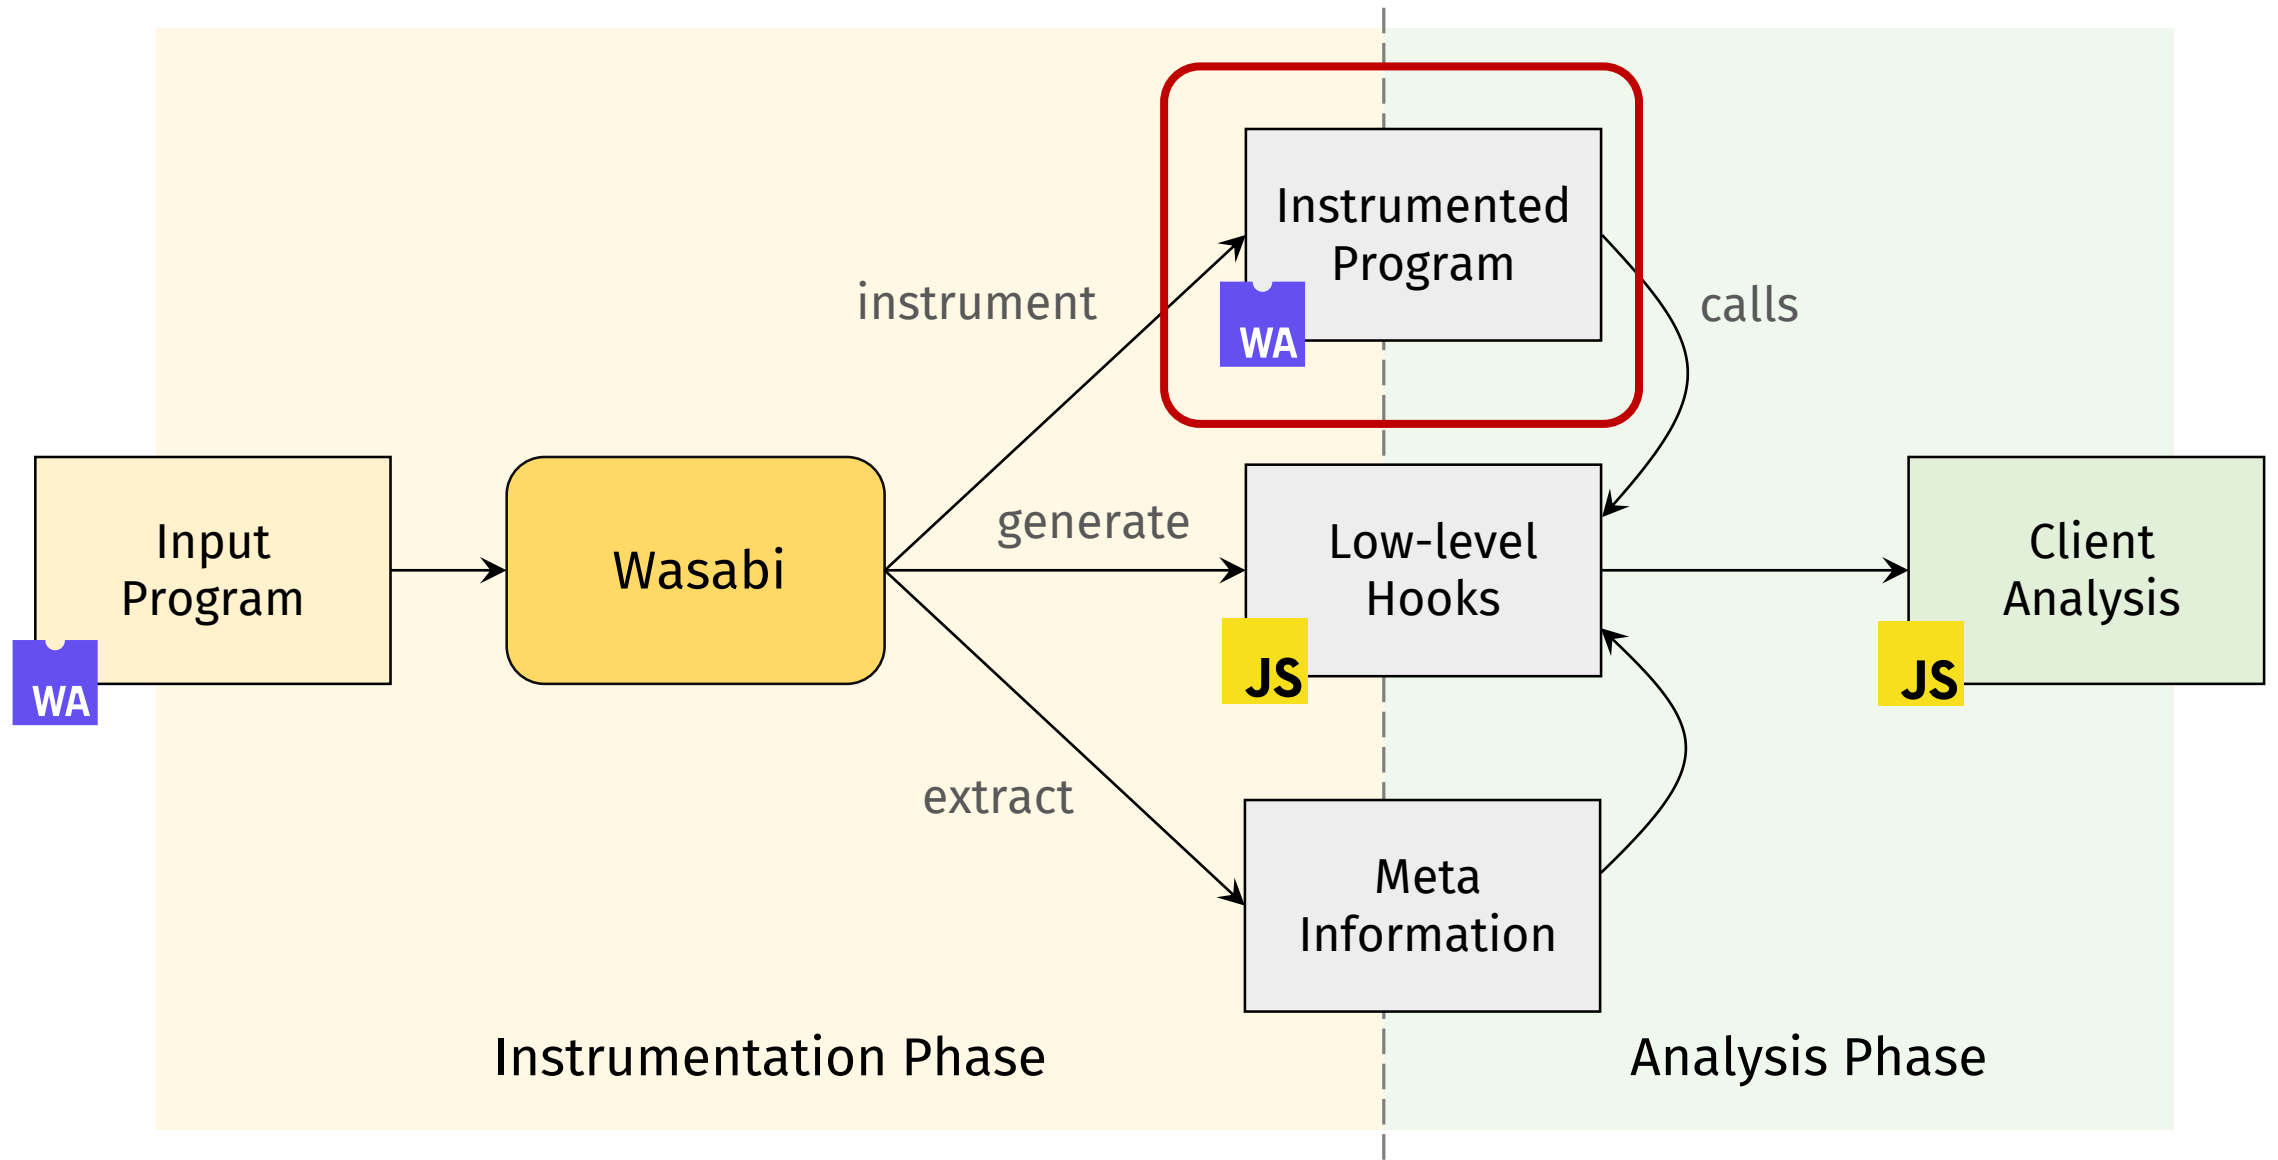 Instrumented
Program
WA
instrument
calls
Input
Program
WA
Wasabi
generate
Low-level
Hooks
JS
Client
Analysis
JS
extract
Meta
Information
Instrumentation Phase
Analysis Phase